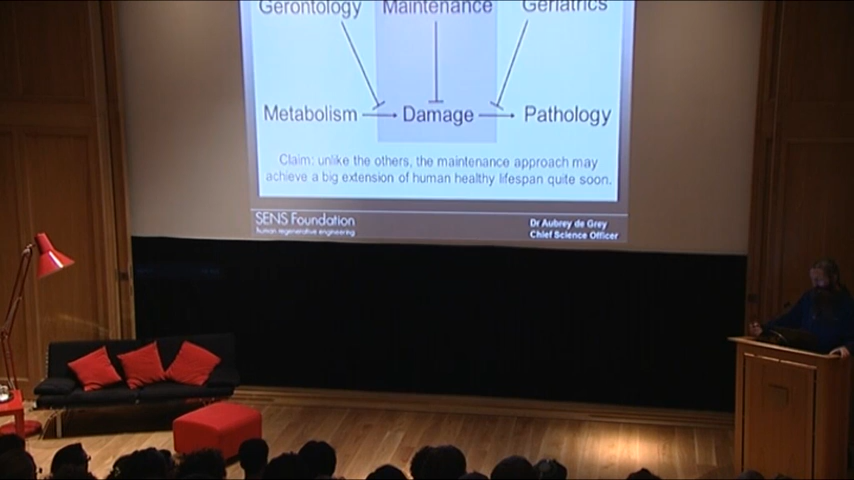 Gerontology Maintenance Geriatrics
Metabolism Damage Pathology
Claim: unlike the others, the maintenance approach may
achieve a big extension of human healthy lifespan quite soon.
SENS Foundation
human regenerative engineering
Dr Aubrey de Grey
Chief Science Officer